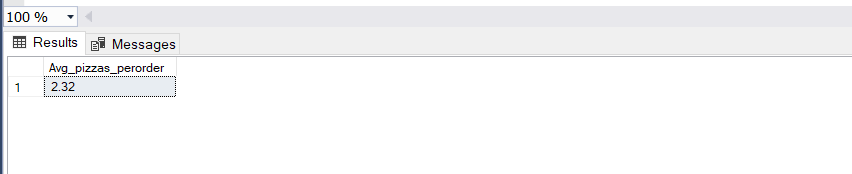 100 %
Results Messages
Avg_pizzas_perorder
1 2.32